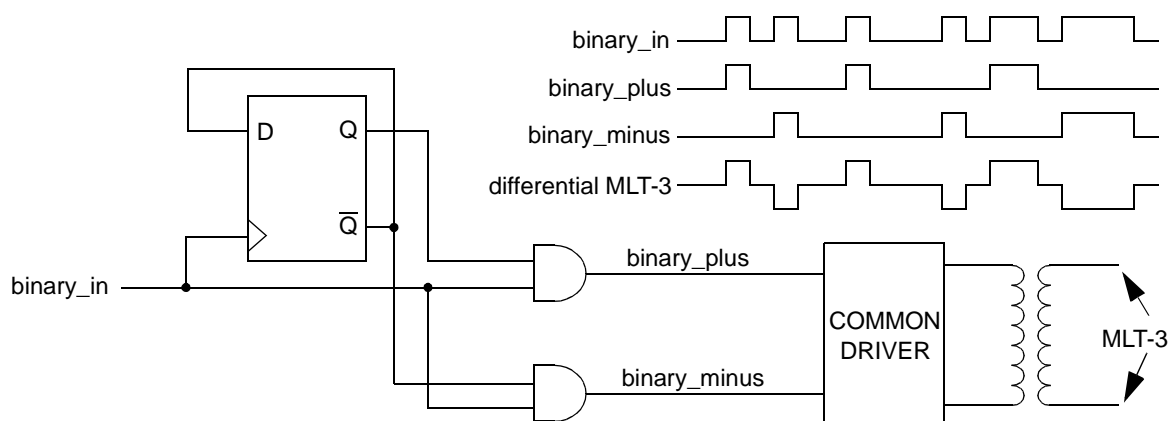 binary_in
binary_plus
binary_minus
differential MLT-3
D
Q
Q̅
binary_in
binary_plus
binary_minus
COMMON
DRIVER
MLT-3